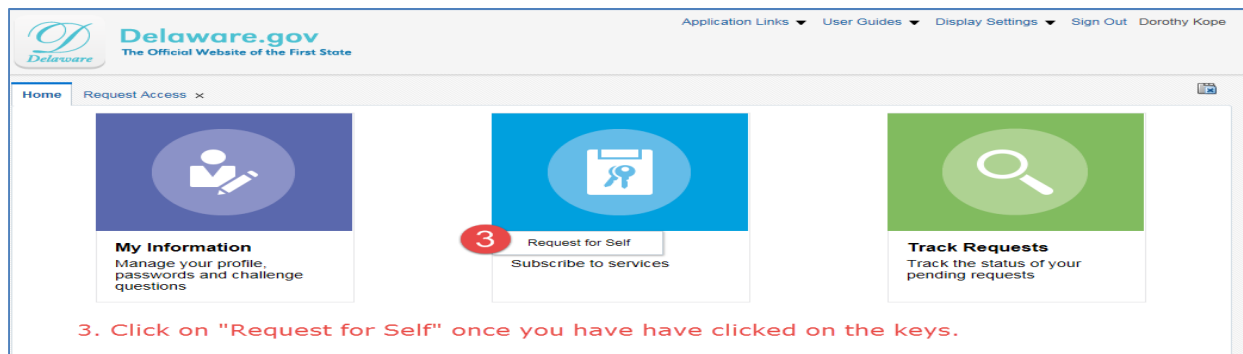 Application Links User Guides Display Settings Sign Out Dorothy Kope
Delaware
Delaware.gov
The Official Website of the First State
Home Request Access x
My Information
Manage your profile,
passwords and challenge
questions
3 Request for Self
Subscribe to services
Track Requests
Track the status of your
pending requests
3. Click on "Request for Self" once you have have clicked on the keys.